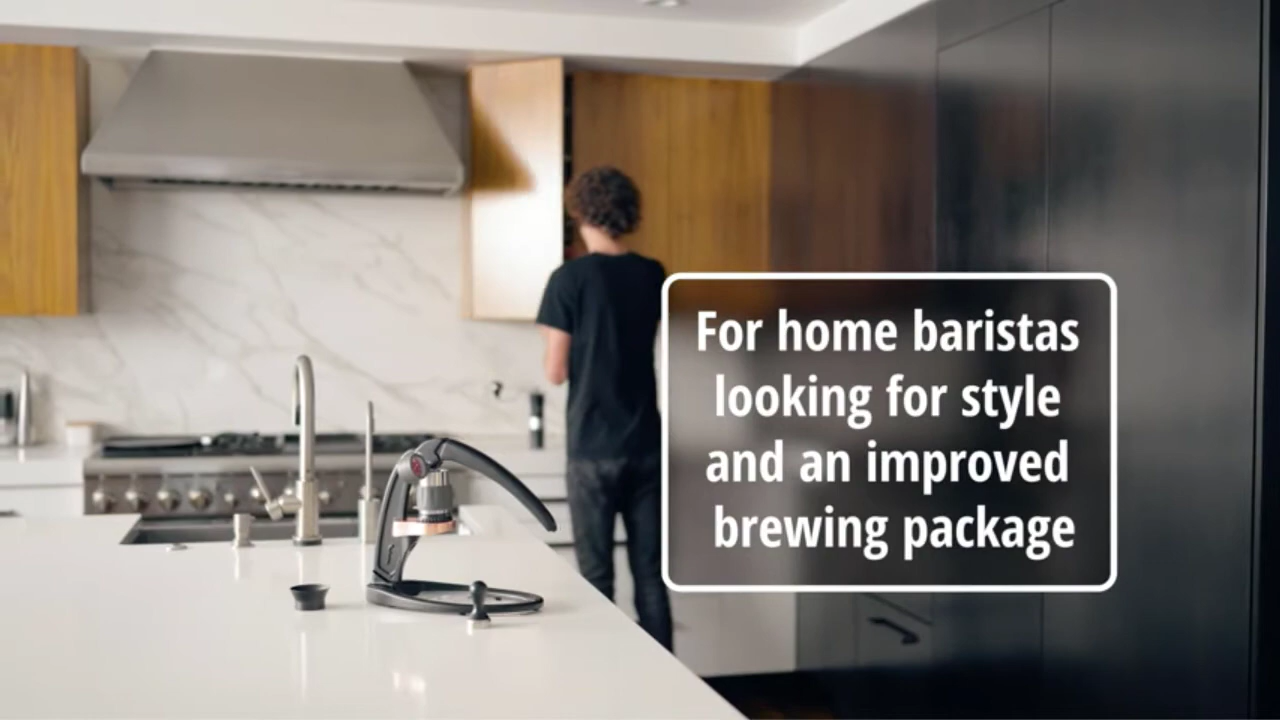 For home baristas
looking for style
and an improved
brewing package